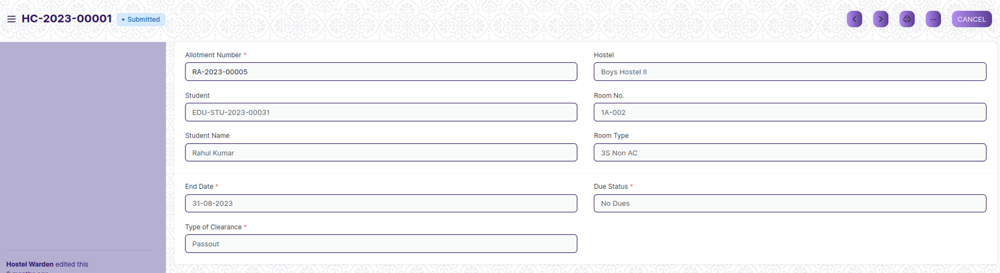 HC-2023-00001 • Submitted
... CANCEL
Allotment Number *
RA-2023-00005
Hostel
Boys Hostel II
Student
EDU-STU-2023-00031
Room No.
1A-002
Student Name
Rahul Kumar
Room Type
3S Non AC
End Date *
31-08-2023
Due Status *
No Dues
Type of Clearance *
Passout
Hostel Warden edited this
months ago